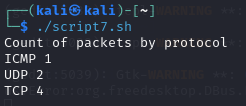 ┌──(kali㉿kali)-[~]
└─$ ./script7.sh
Count of packets by protocol
ICMP 1
UDP 2
TCP 4